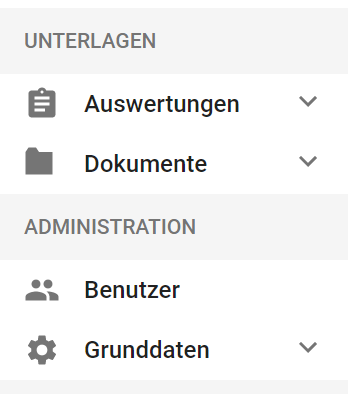 UNTERLAGEN
Auswertungen
Dokumente
ADMINISTRATION
Benutzer
Grunddaten